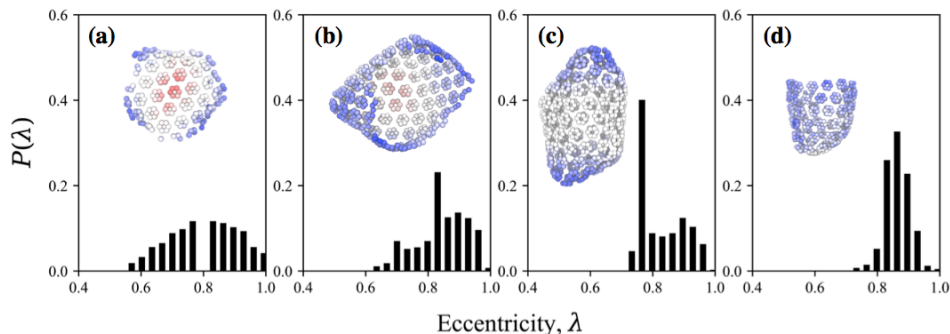 (a) (b) (c) (d)
0.6 0.6 0.6 0.6
0.4 0.4 0.4 0.4
P(λ)
0.2 0.2 0.2 0.2
0.0 0.0 0.0 0.0
0.4 0.6 0.8 1.0 0.4 0.6 0.8 1.0 0.4 0.6 0.8 1.0 0.4 0.6 0.8 1.0
Eccentricity, λ